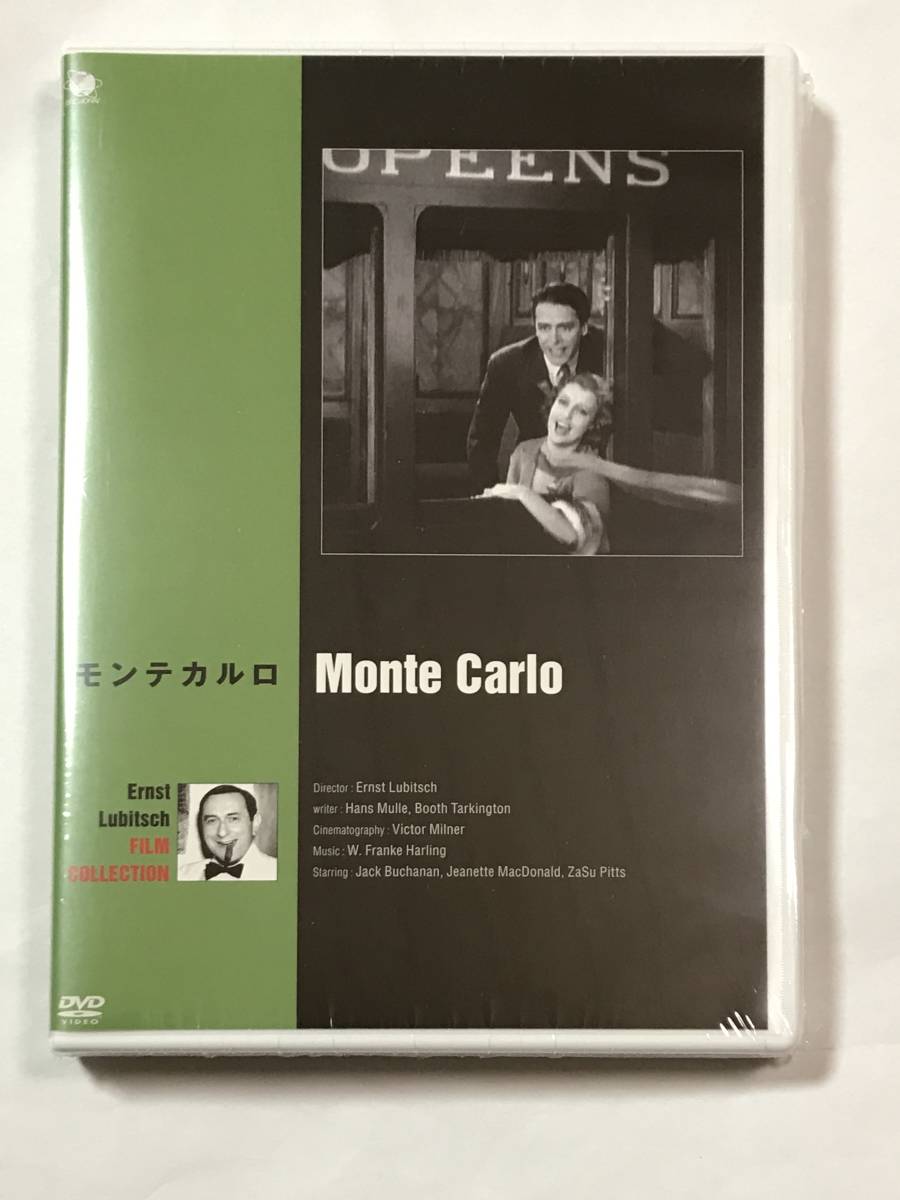 OPEENS
モンテカルロ
Monte Carlo
Ernst
Lubitsch
FILM
COLLECTION
Director : Ernst Lubitsch
writer : Hans Mulle, Booth Tarkington
Cinematography : Victor Milner
Music : W. Franke Harling
Starring : Jack Buchanan, Jeanette MacDonald, ZaSu Pitts
DVD
VIDEO